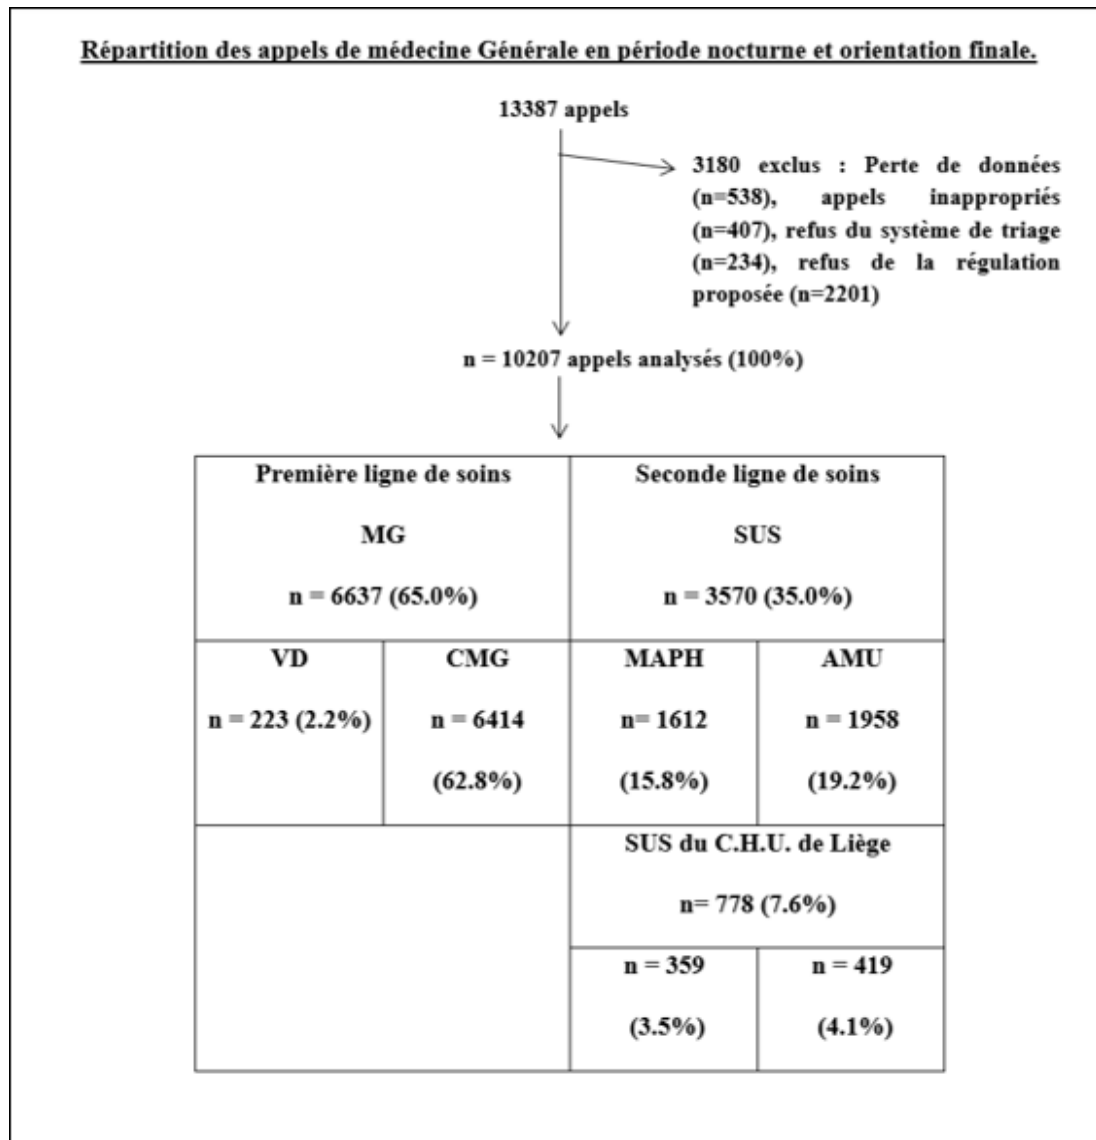 Répartition des appels de médecine Générale en période nocturne et orientation finale.
13387 appels
3180 exclus : Perte de données
(n=538), appels inappropriés
(n=407), refus du système de triage
(n=234), refus de la régulation
proposée (n=2201)
n = 10207 appels analysés (100%)
Première ligne de soins
MG
n = 6637 (65.0%)
Seconde ligne de soins
SUS
n = 3570 (35.0%)
VD
n = 223 (2.2%)
CMG
n = 6414
(62.8%)
MAPH
n= 1612
(15.8%)
AMU
n = 1958
(19.2%)
SUS du C.H.U. de Liège
n= 778 (7.6%)
n = 359
(3.5%)
n = 419
(4.1%)